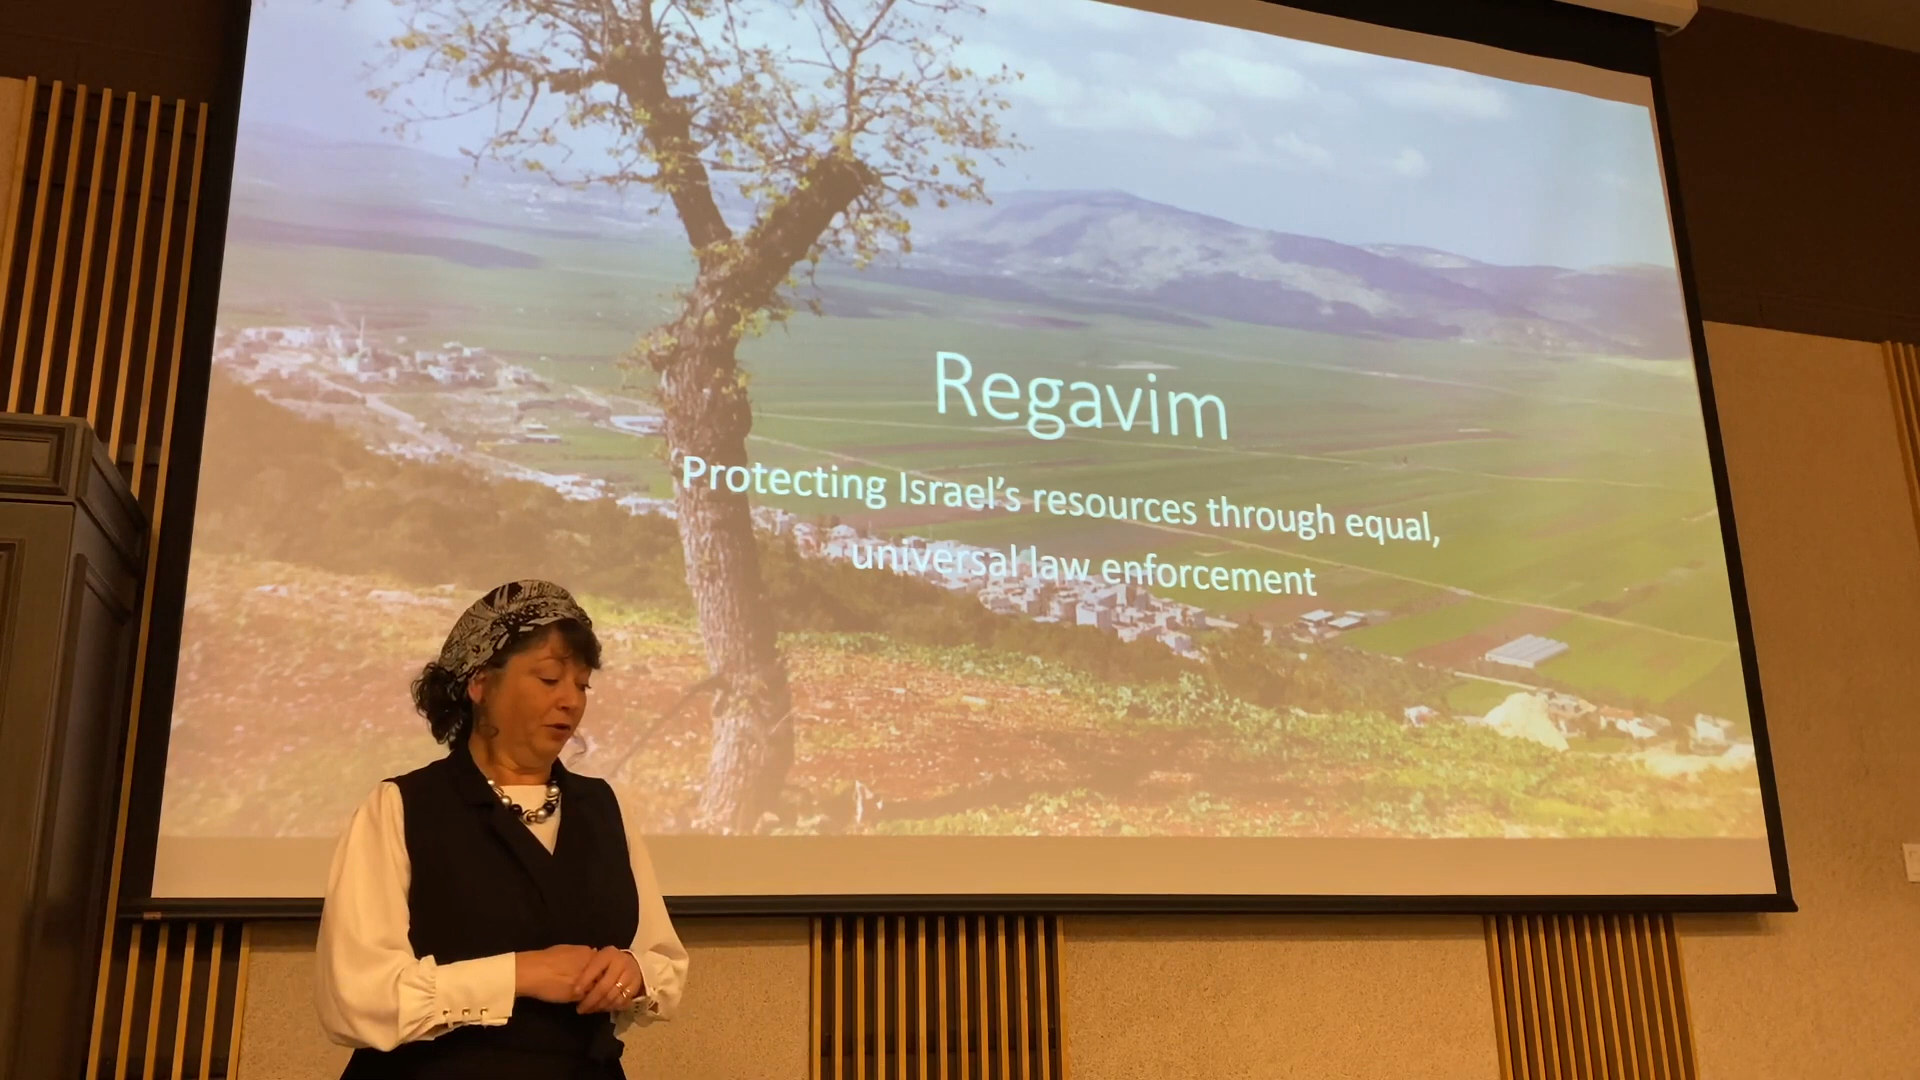 Regavim
Protecting Israel's resources through equal,
universal law enforcement